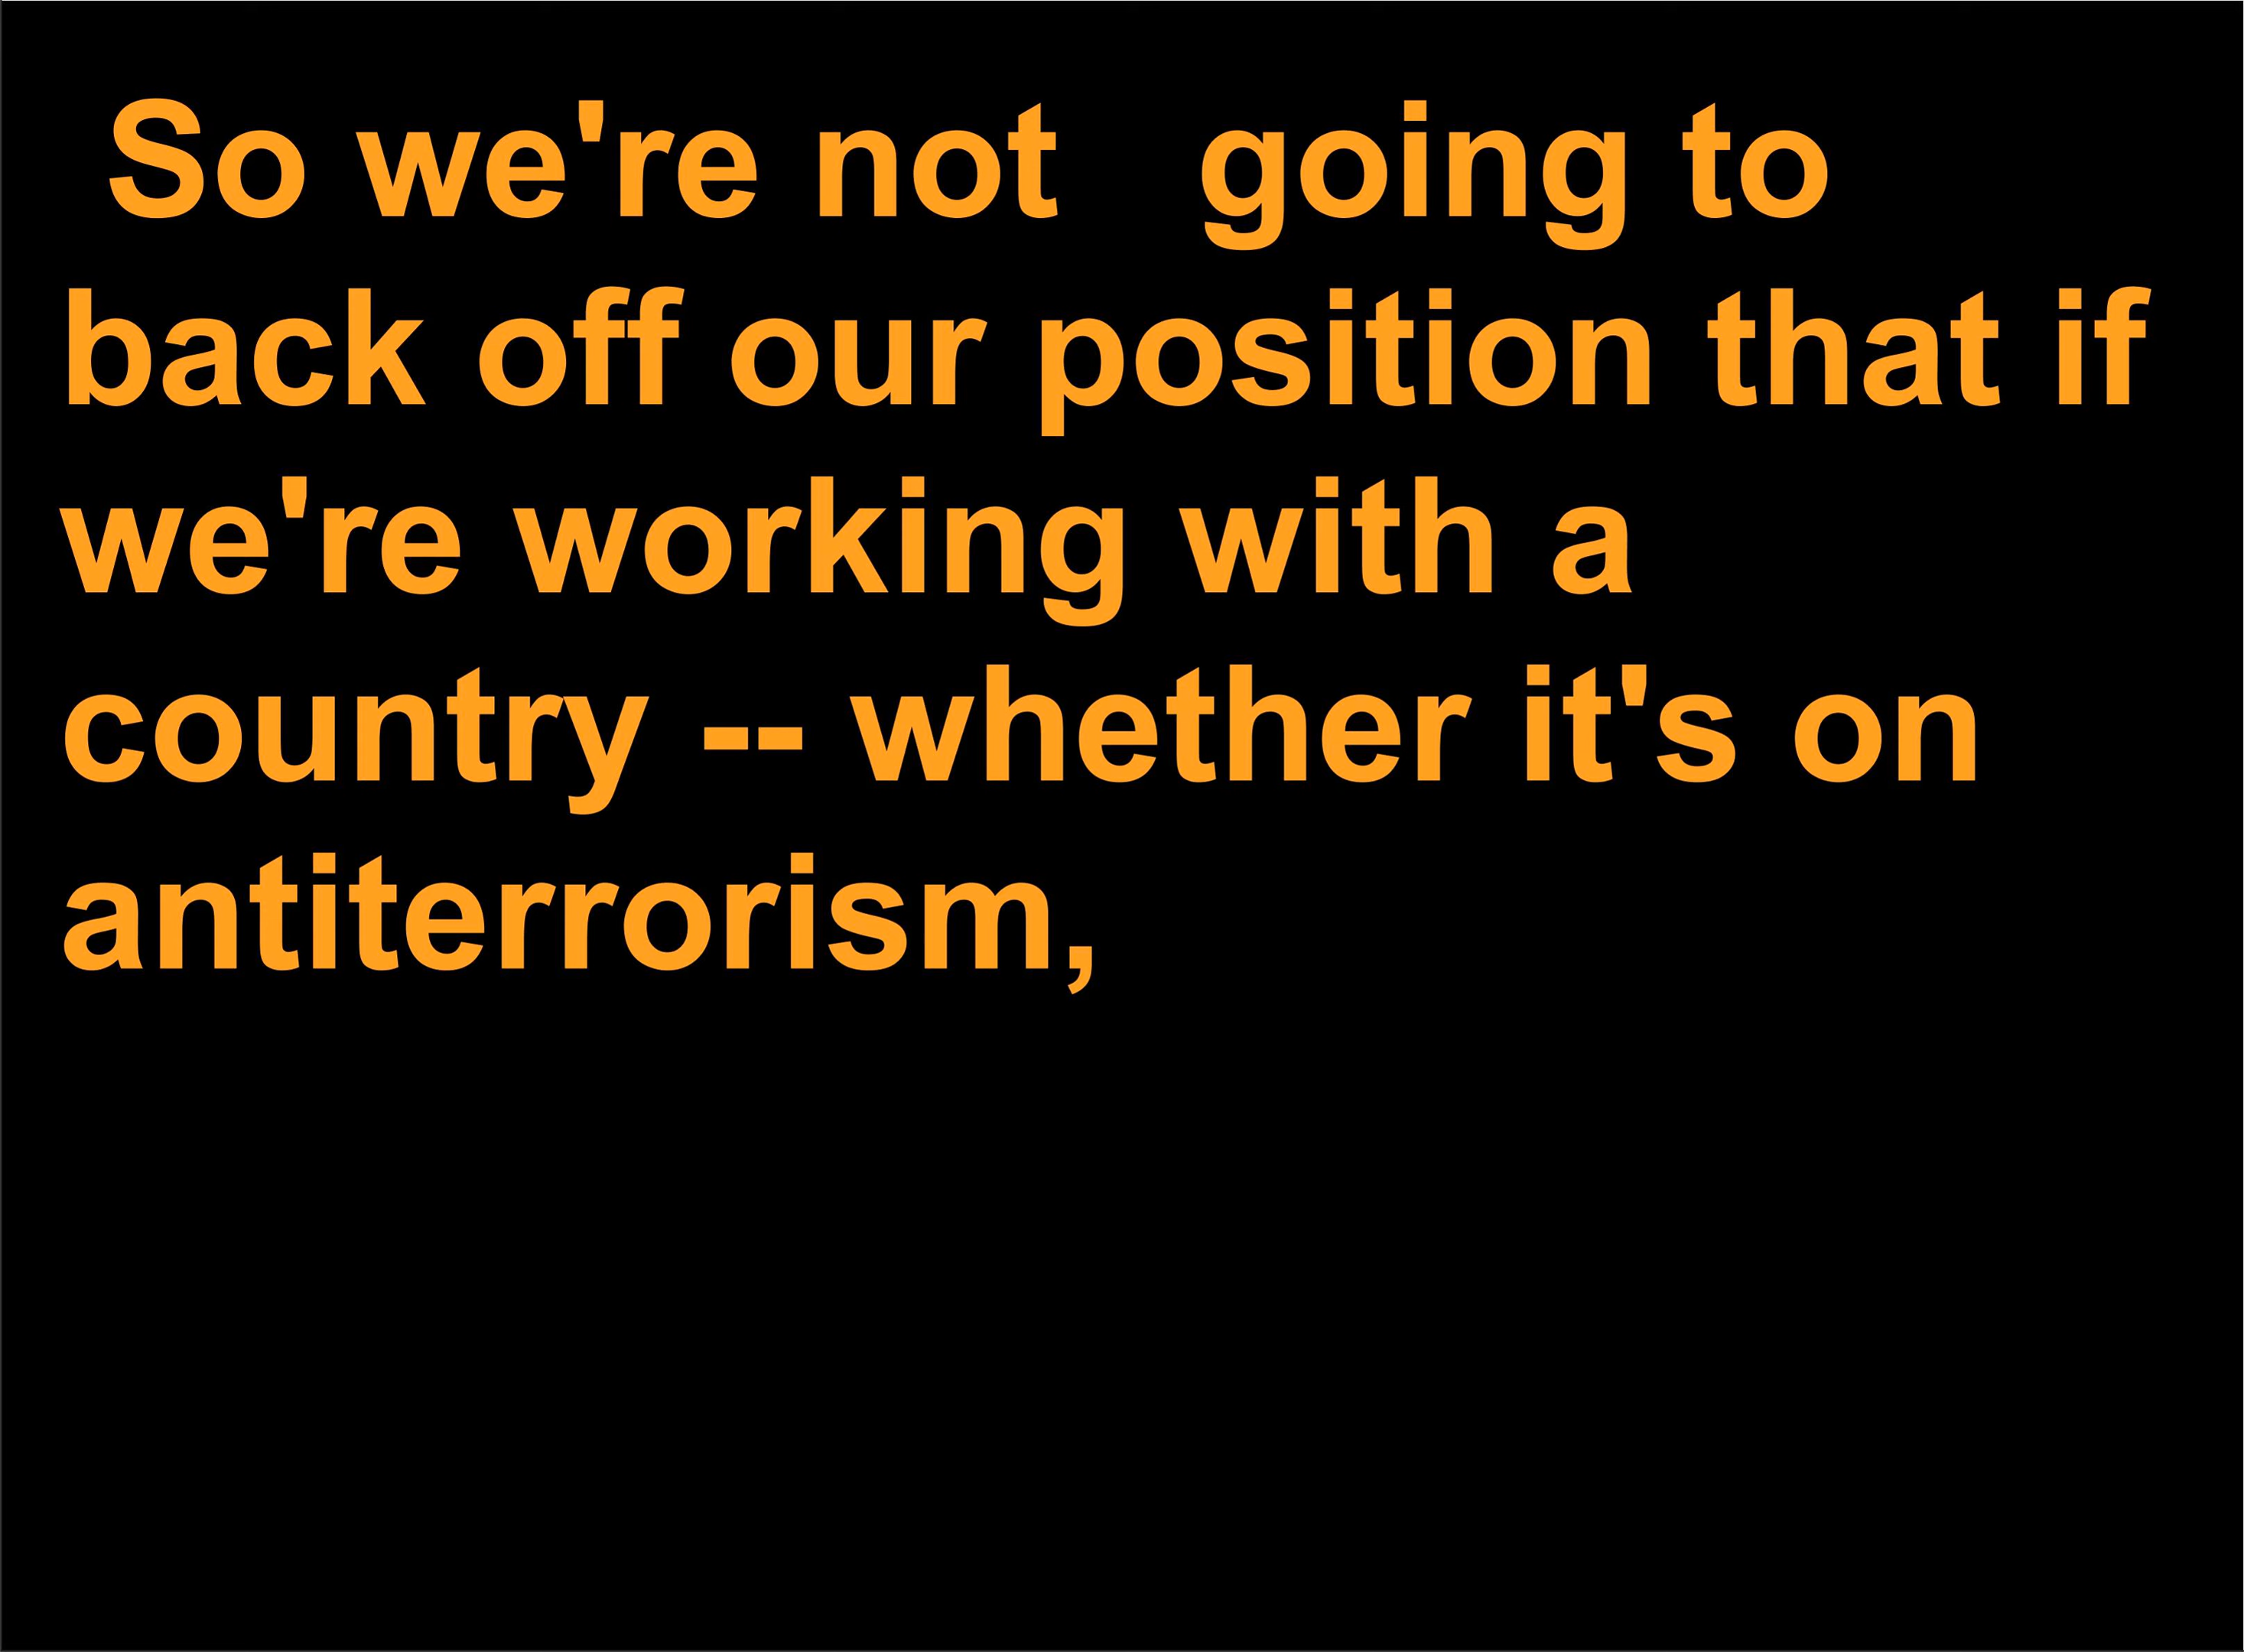 So we're not   going to
back off our position that if
we're working with a
country -- whether it's on
antiterrorism,